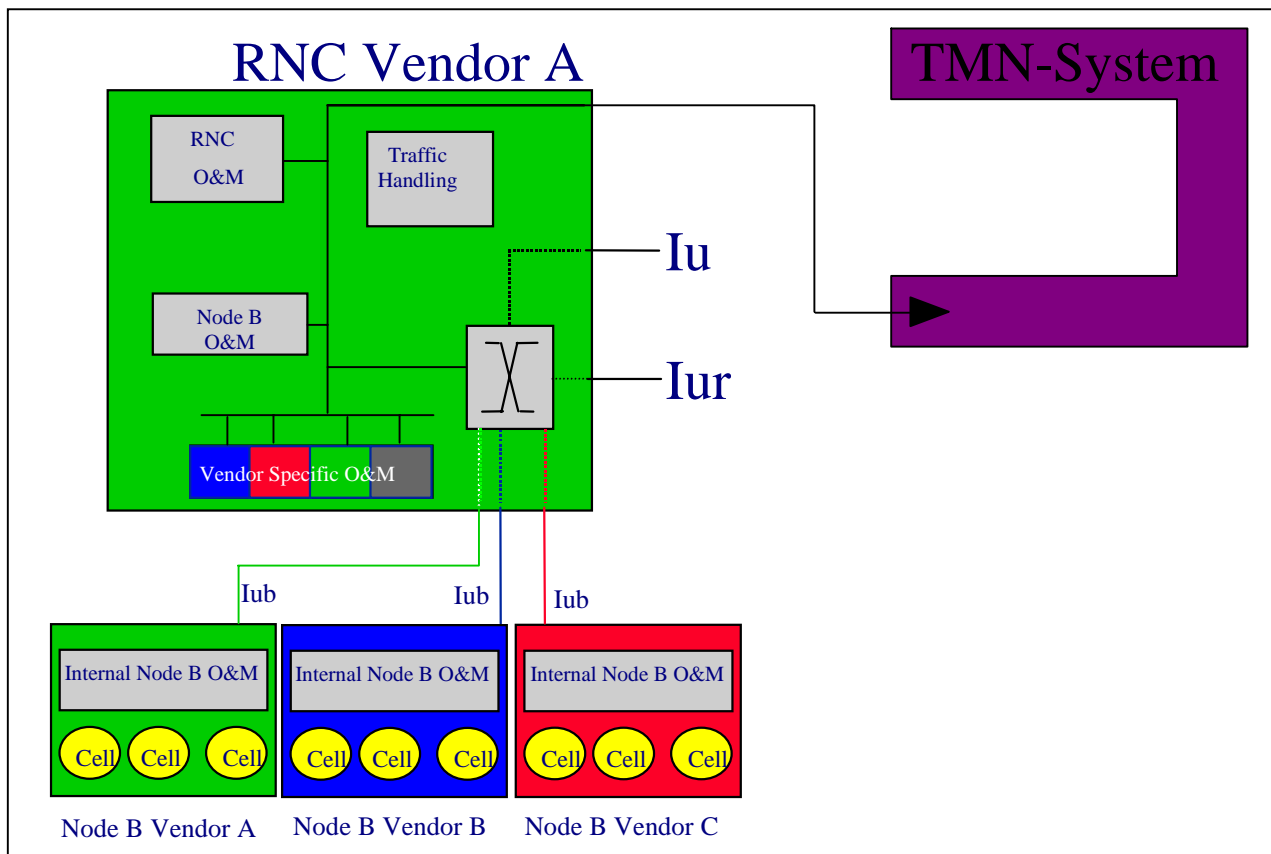 RNC Vendor A
TMN-System
RNC
O&M
Traffic
Handling
Iu
Node B
O&M
Iur
Vendor Specific O&M
Iub
Iub
Iub
Internal Node B O&M
Internal Node B O&M
Internal Node B O&M
Cell
Cell
Cell
Cell
Cell
Cell
Cell
Cell
Cell
Node B Vendor A
Node B Vendor B
Node B Vendor C